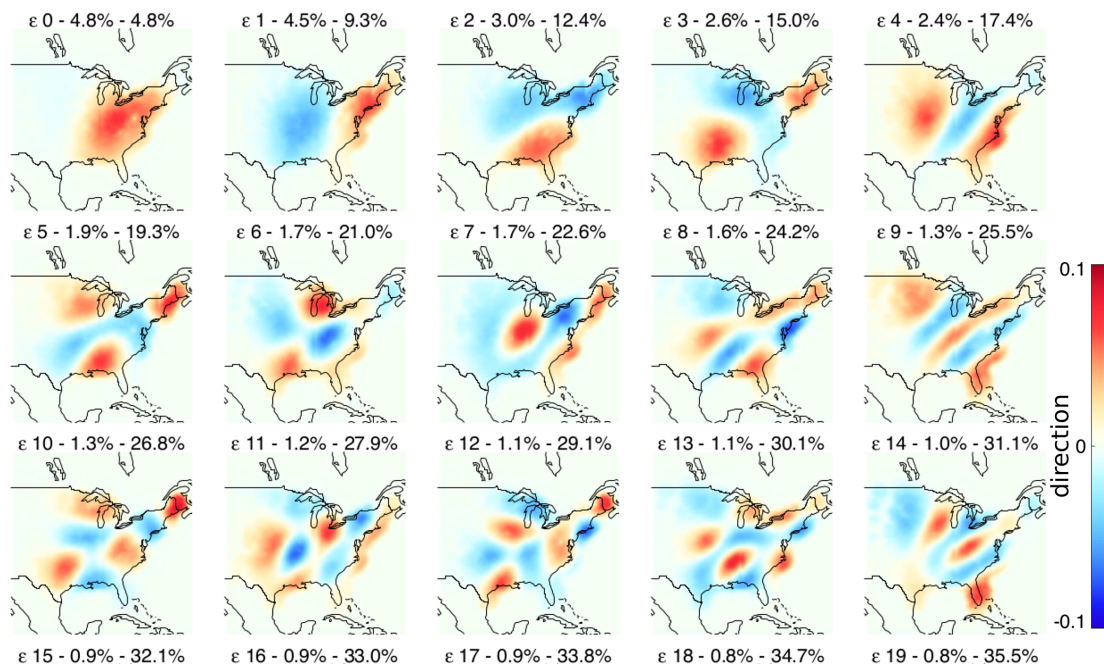 ε 0 - 4.8% - 4.8% ε 1 - 4.5% - 9.3% ε 2 - 3.0% - 12.4% ε 3 - 2.6% - 15.0% ε 4 - 2.4% - 17.4%
ε 5 - 1.9% - 19.3% ε 6 - 1.7% - 21.0% ε 7 - 1.7% - 22.6% ε 8 - 1.6% - 24.2% ε 9 - 1.3% - 25.5%
0.1
direction
0
ε 10 - 1.3% - 26.8% ε 11 - 1.2% - 27.9% ε 12 - 1.1% - 29.1% ε 13 - 1.1% - 30.1% ε 14 - 1.0% - 31.1%
-0.1
ε 15 - 0.9% - 32.1% ε 16 - 0.9% - 33.0% ε 17 - 0.9% - 33.8% ε 18 - 0.8% - 34.7% ε 19 - 0.8% - 35.5%